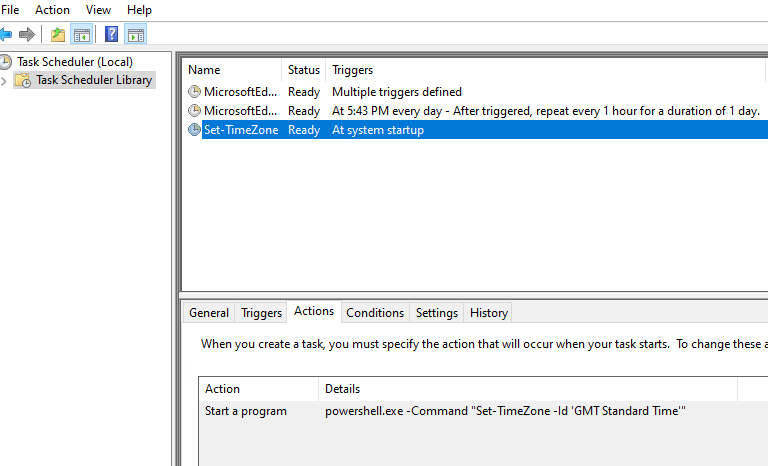 File Action View Help
Task Scheduler (Local)
Task Scheduler Library
Name Status Triggers
MicrosoftEd... Ready Multiple triggers defined
MicrosoftEd... Ready At 5:43 PM every day - After triggered, repeat every 1 hour for a duration of 1 day.
Set-TimeZone Ready At system startup
General Triggers Actions Conditions Settings History
When you create a task, you must specify the action that will occur when your task starts. To change these a
Action Details
Start a program powershell.exe -Command "Set-TimeZone -Id 'GMT Standard Time'"